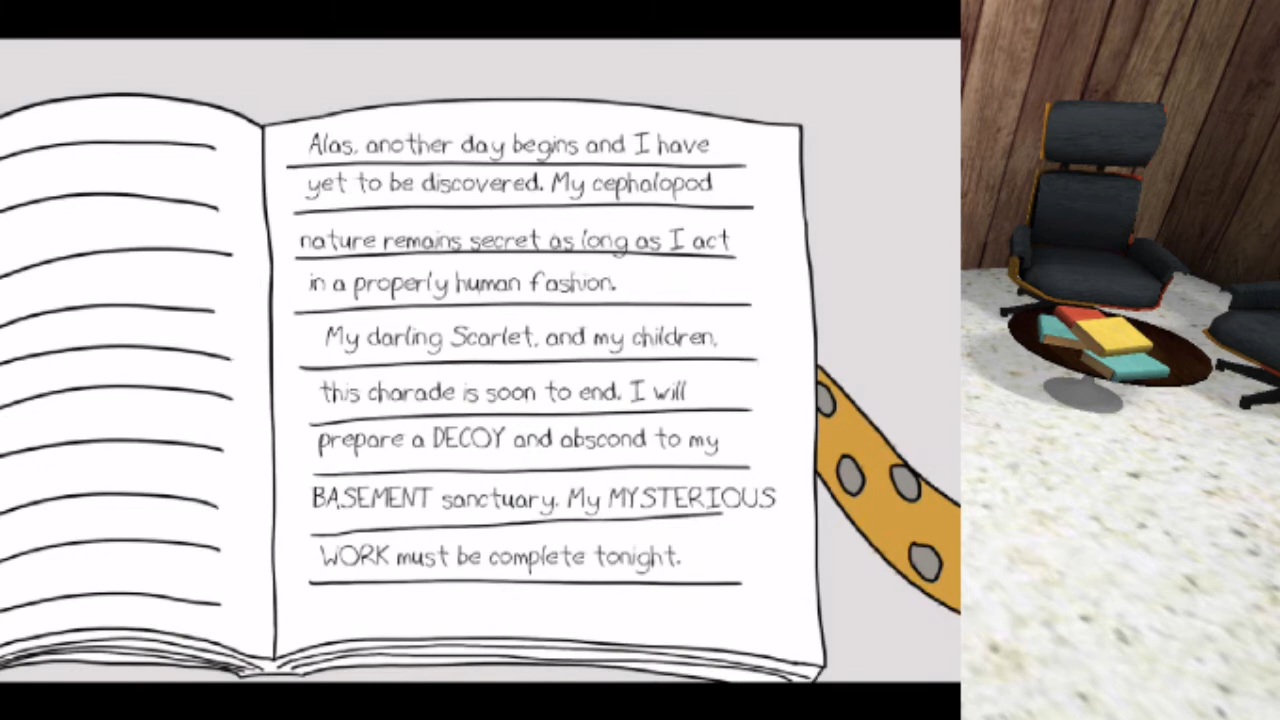 Alas, another day begins and I have
yet to be discovered. My cephalopod
nature remains secret as long as I act
in a properly human fashion.
My darling Scarlet, and my children,
this charade is soon to end. I will
prepare a DECOY and abscond to my
BASEMENT sanctuary. My MYSTERIOUS
WORK must be complete tonight.